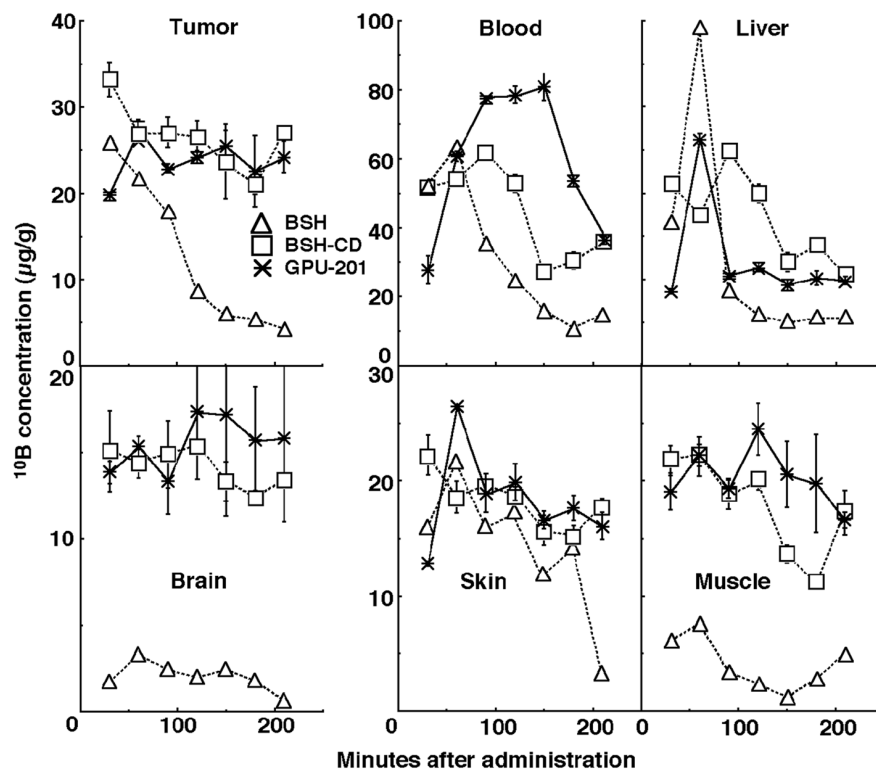 Tumor
Blood
Liver
40
30
20
10
0
100
80
60
40
20
0
BSH
BSH-CD
GPU-201
¹⁰B concentration (µg/g)
20
10
Brain
30
20
10
Skin
Muscle
0 100 200
0 100 200
0 100 200
Minutes after administration